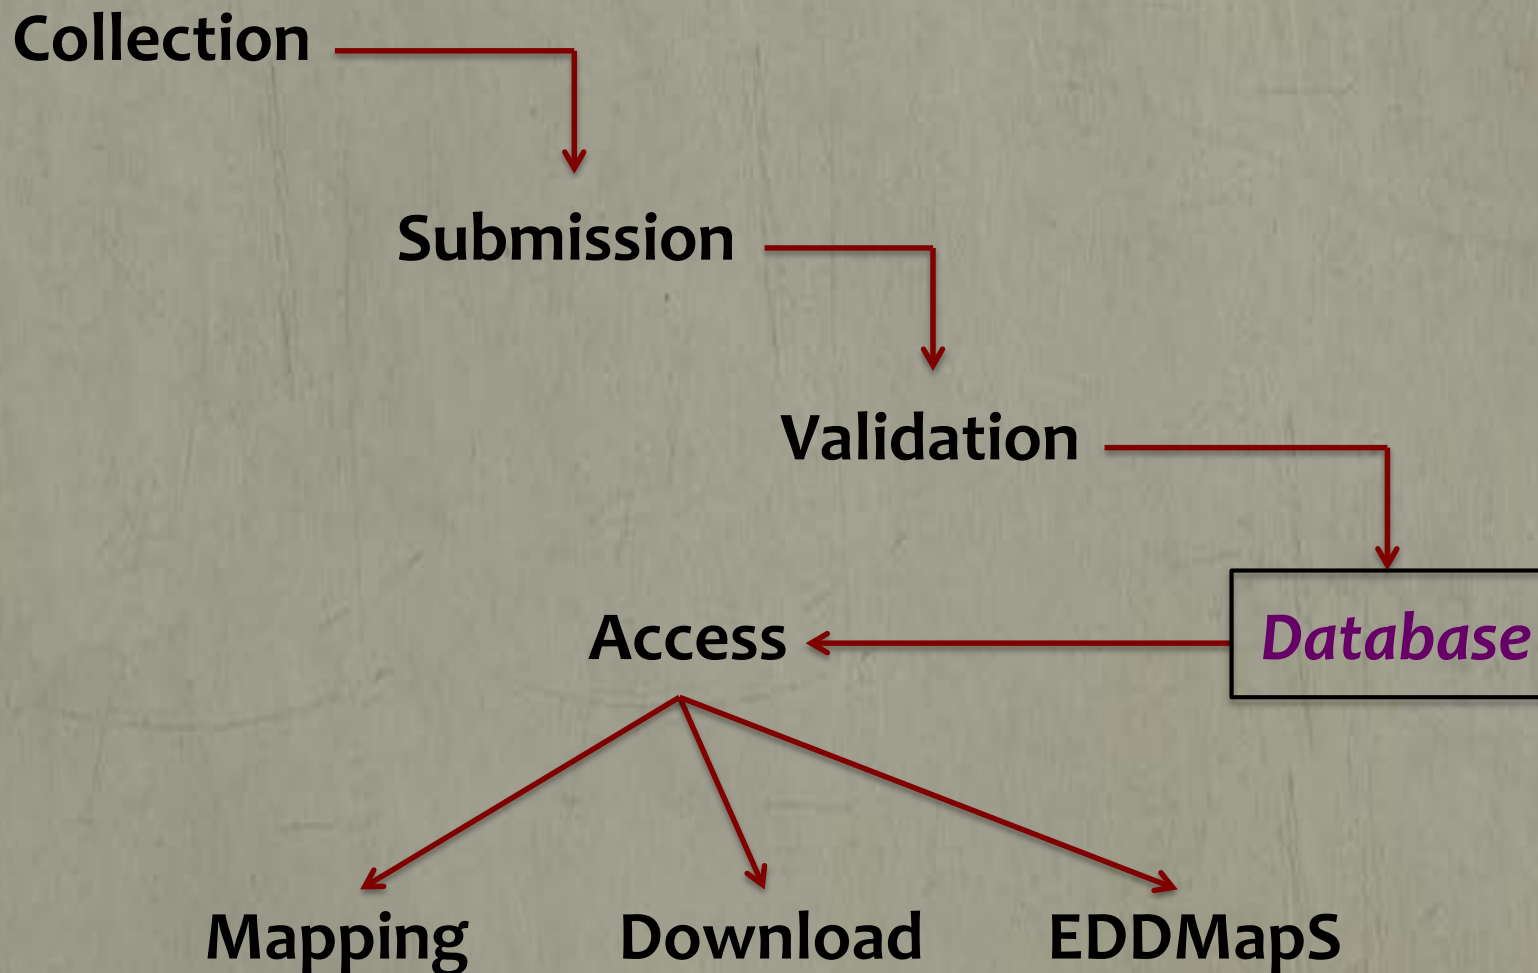 Collection
Submission
Validation
Database
Access
Mapping
Download
EDDMapS